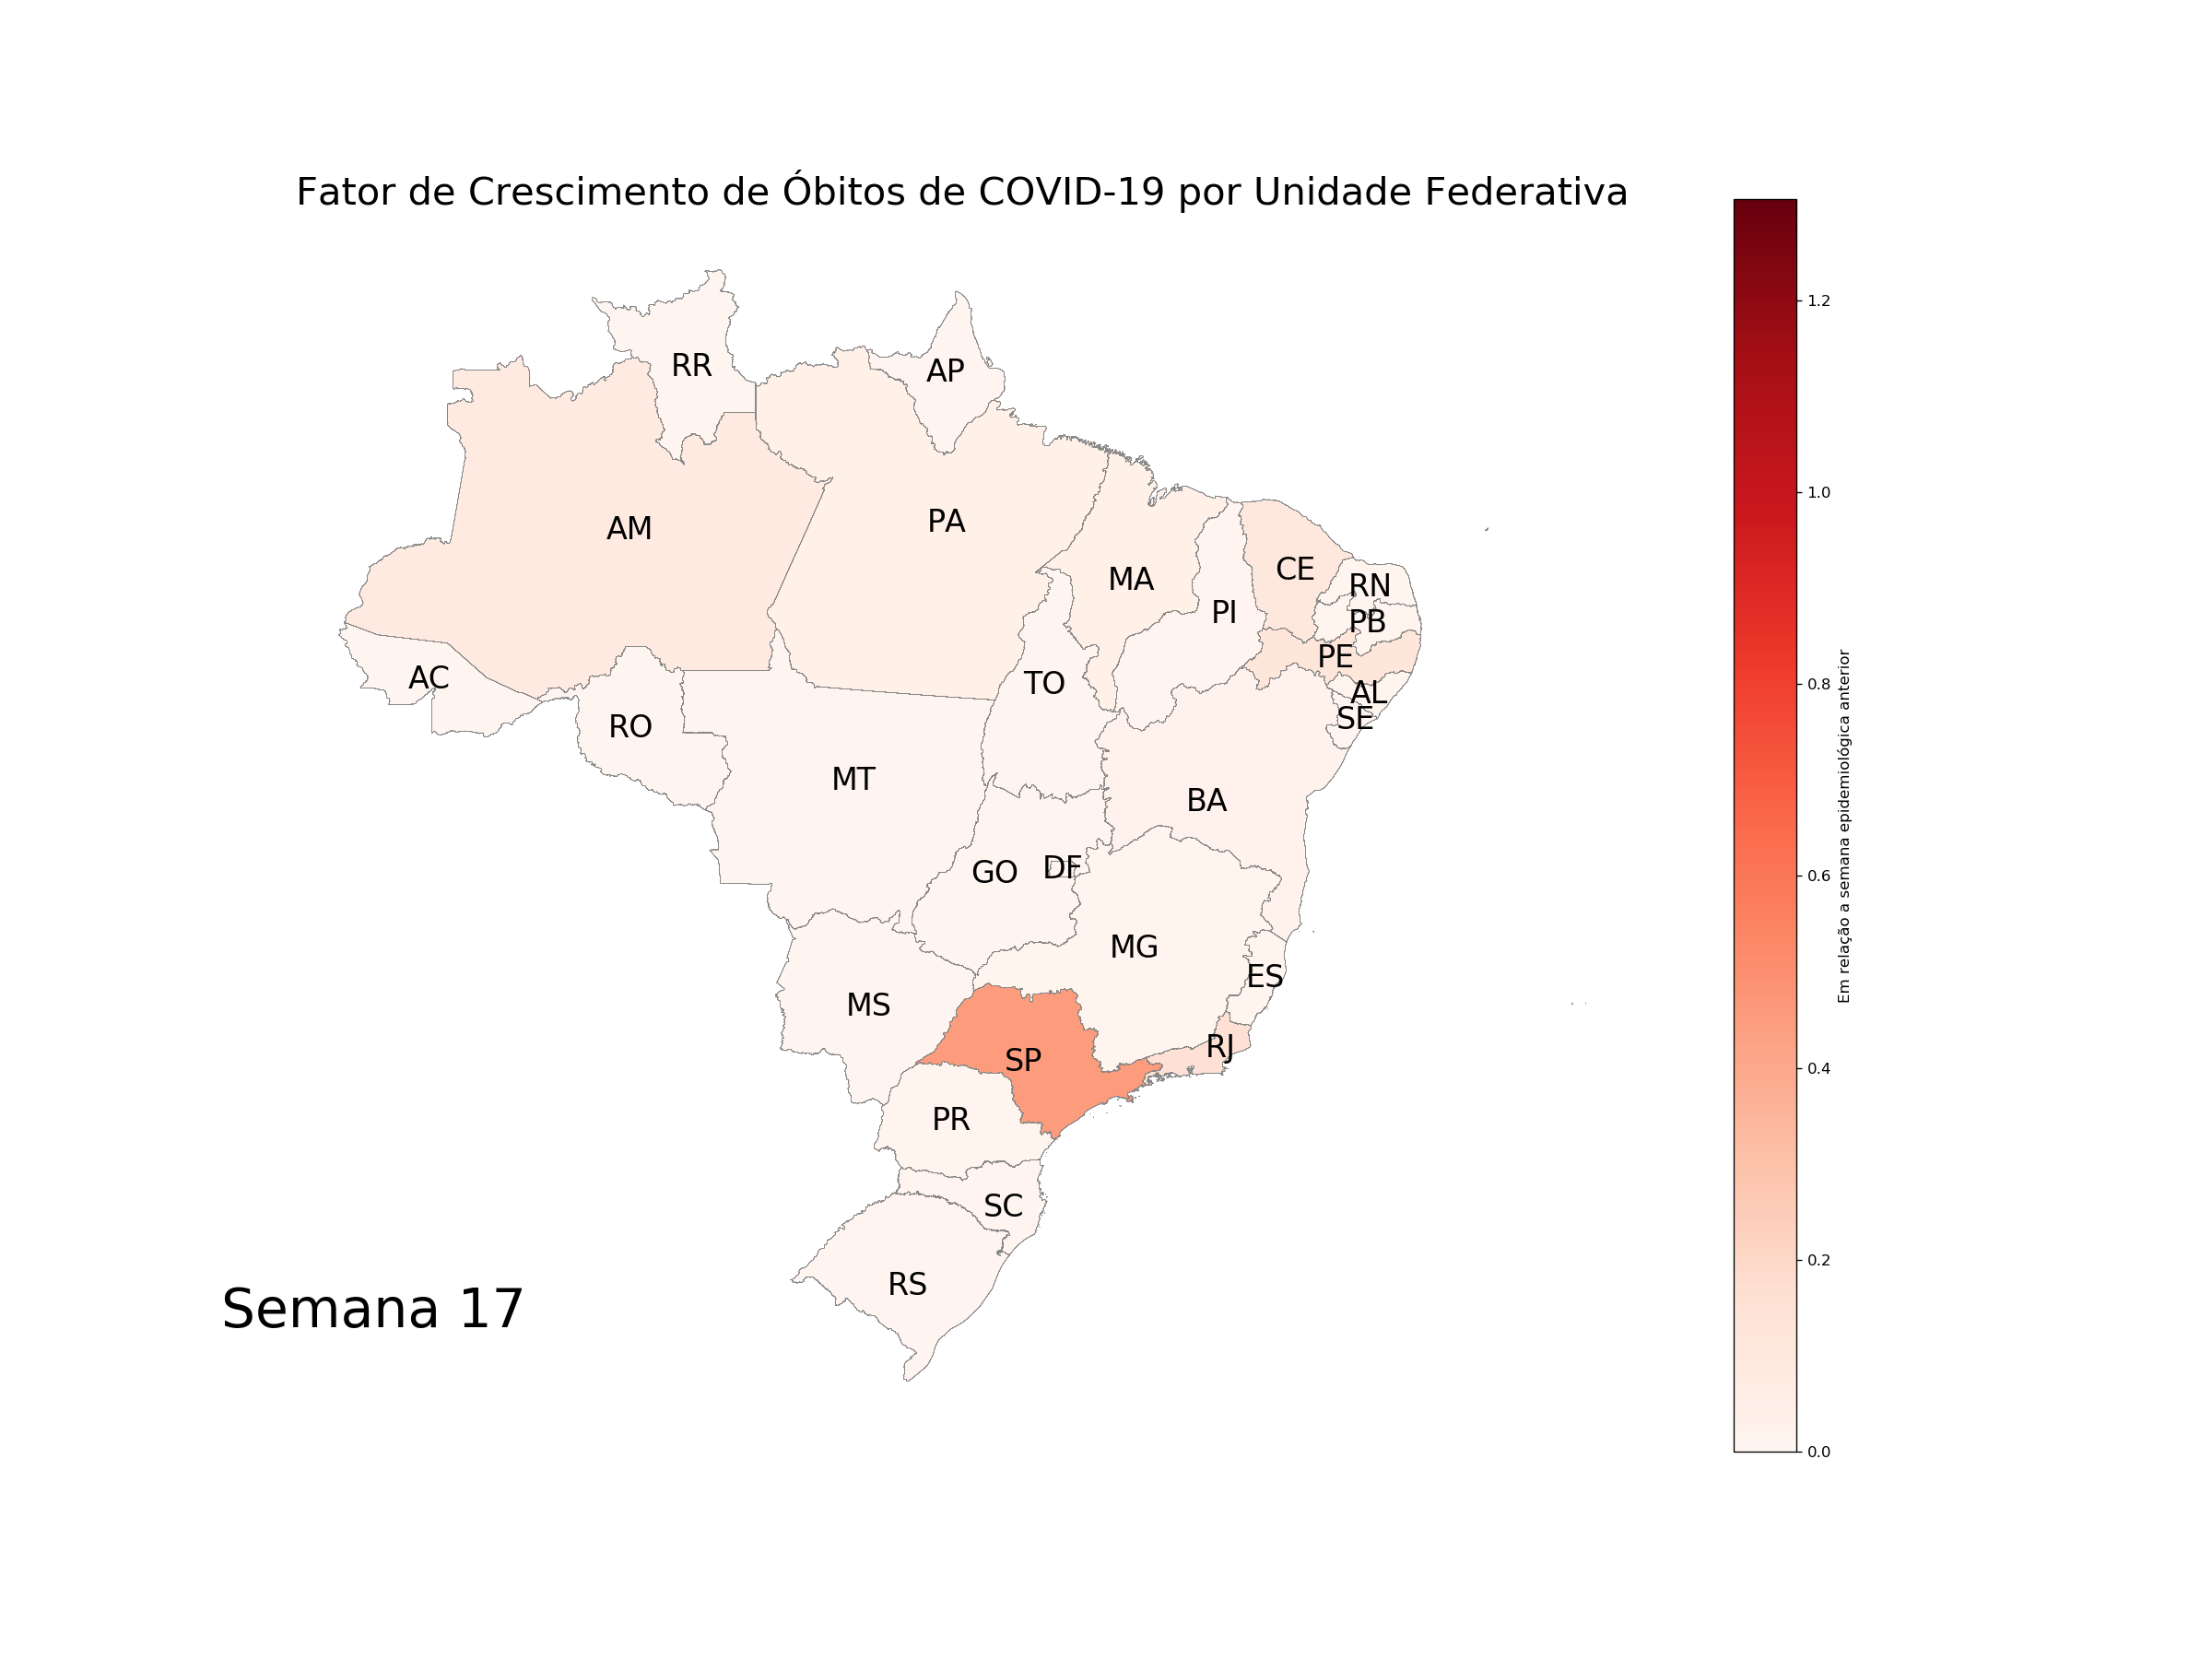 Fator de Crescimento de Óbitos de COVID-19 por Unidade Federativa
RR
AP
AM
PA
MA
CE
RN
PI
PB
PE
AC
TO
AL
SE
RO
MT
BA
GO
DF
MG
ES
MS
RJ
SP
PR
SC
RS
Semana 17
1.2
1.0
0.8
0.6
0.4
0.2
0.0
Em relação a semana epidemiológica anterior